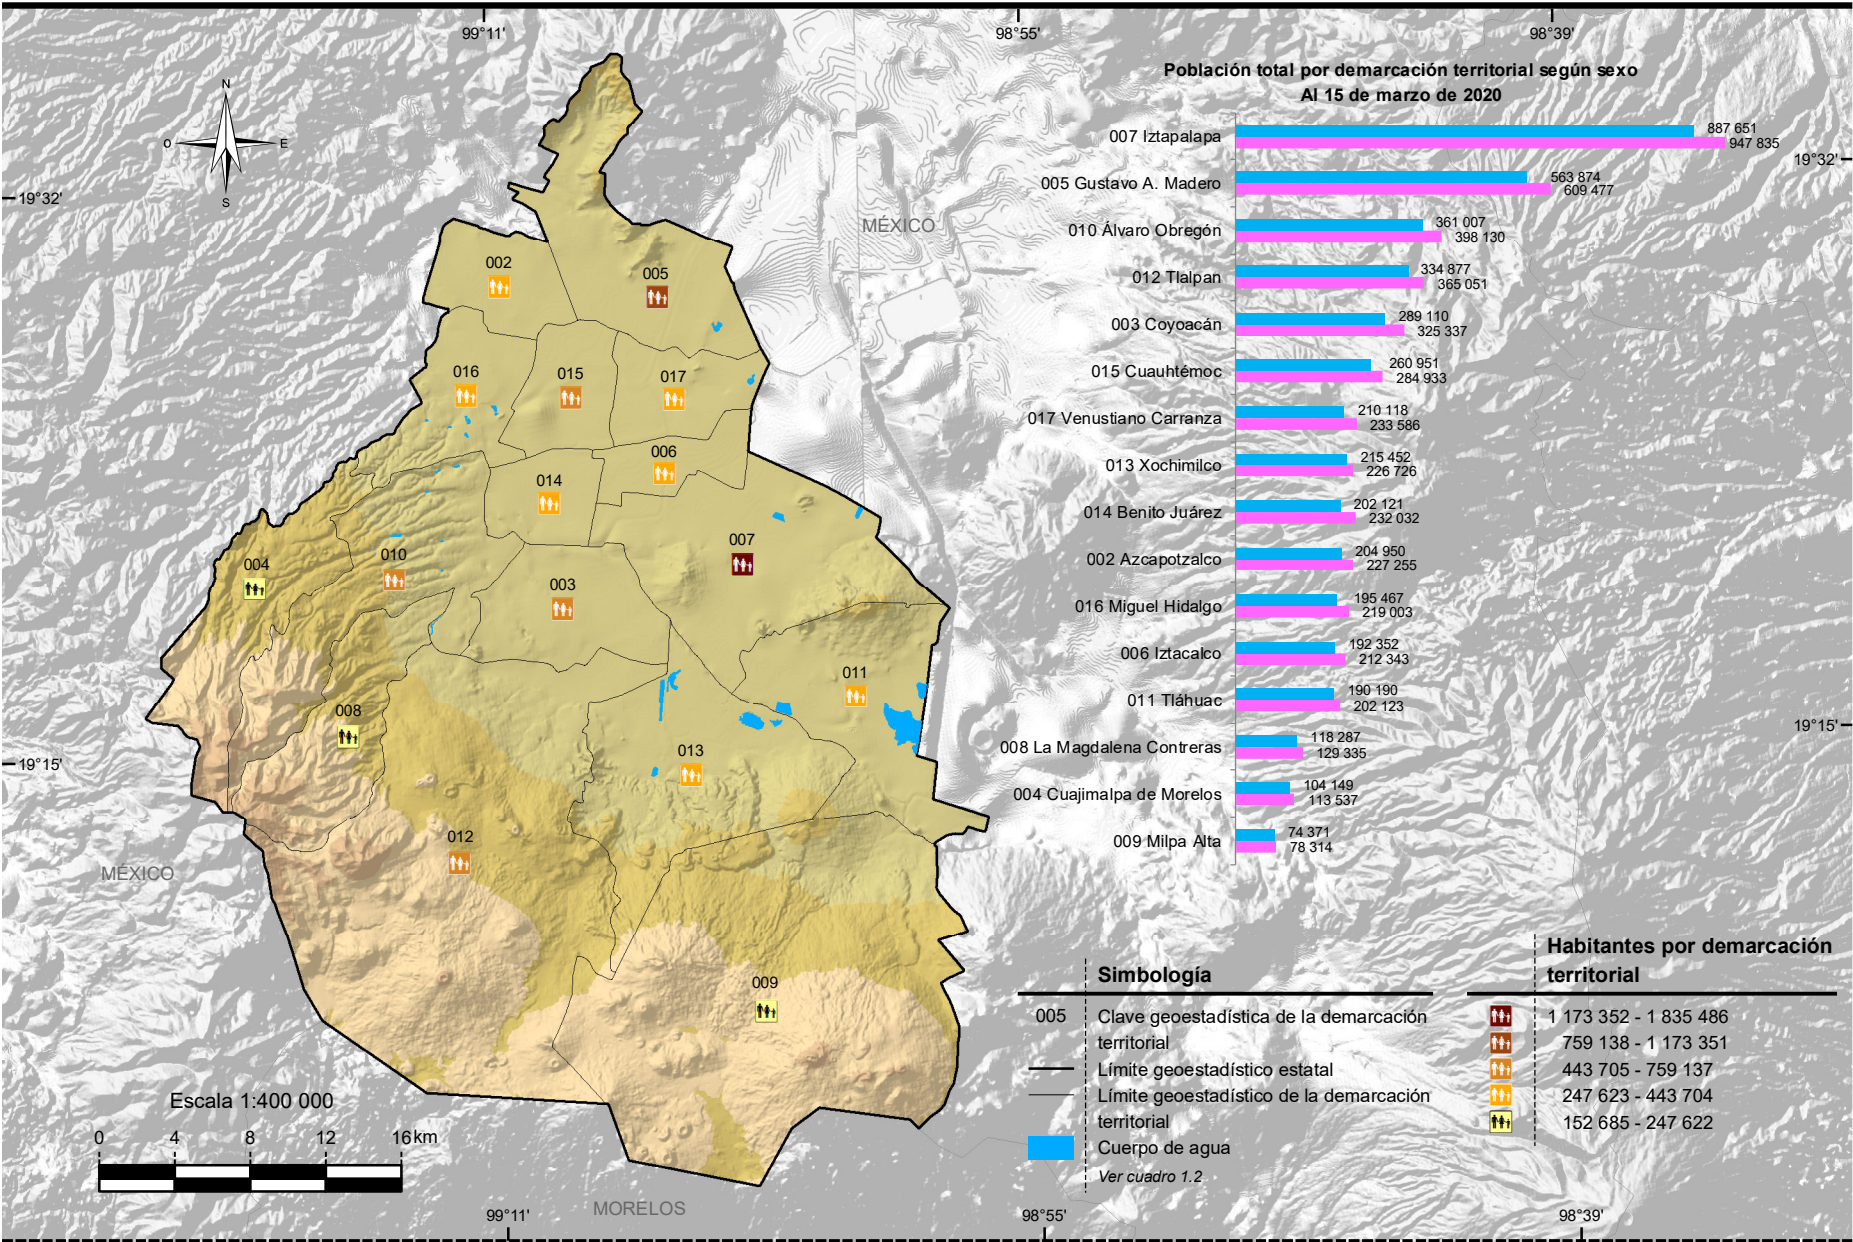 99°11'
98°55'
98°39'
Población total por demarcación territorial según sexo
Al 15 de marzo de 2020
N
O
E
S
19°32'
19°32'
MÉXICO
007 Iztapalapa
887 651
947 835
005 Gustavo A. Madero
563 874
609 477
010 Álvaro Obregón
361 007
398 130
012 Tlalpan
334 877
365 051
003 Coyoacán
289 110
325 337
015 Cuauhtémoc
260 951
284 933
017 Venustiano Carranza
210 118
233 586
013 Xochimilco
215 452
226 726
014 Benito Juárez
202 121
232 032
002 Azcapotzalco
204 950
227 255
016 Miguel Hidalgo
195 467
219 003
006 Iztacalco
192 352
212 343
011 Tláhuac
190 190
202 123
008 La Magdalena Contreras
118 287
129 335
004 Cuajimalpa de Morelos
104 149
113 537
009 Milpa Alta
74 371
78 314
002
005
016
015
017
006
014
007
010
004
003
011
008
013
012
009
19°15'
19°15'
MÉXICO
MORELOS
Escala 1:400 000
0 4 8 12 16 km
Simbología
005 Clave geoestadística de la demarcación
territorial
Límite geoestadístico estatal
Límite geoestadístico de la demarcación
territorial
Cuerpo de agua
Ver cuadro 1.2
Habitantes por demarcación
territorial
1 173 352 - 1 835 486
759 138 - 1 173 351
443 705 - 759 137
247 623 - 443 704
152 685 - 247 622
99°11'
98°55'
98°39'